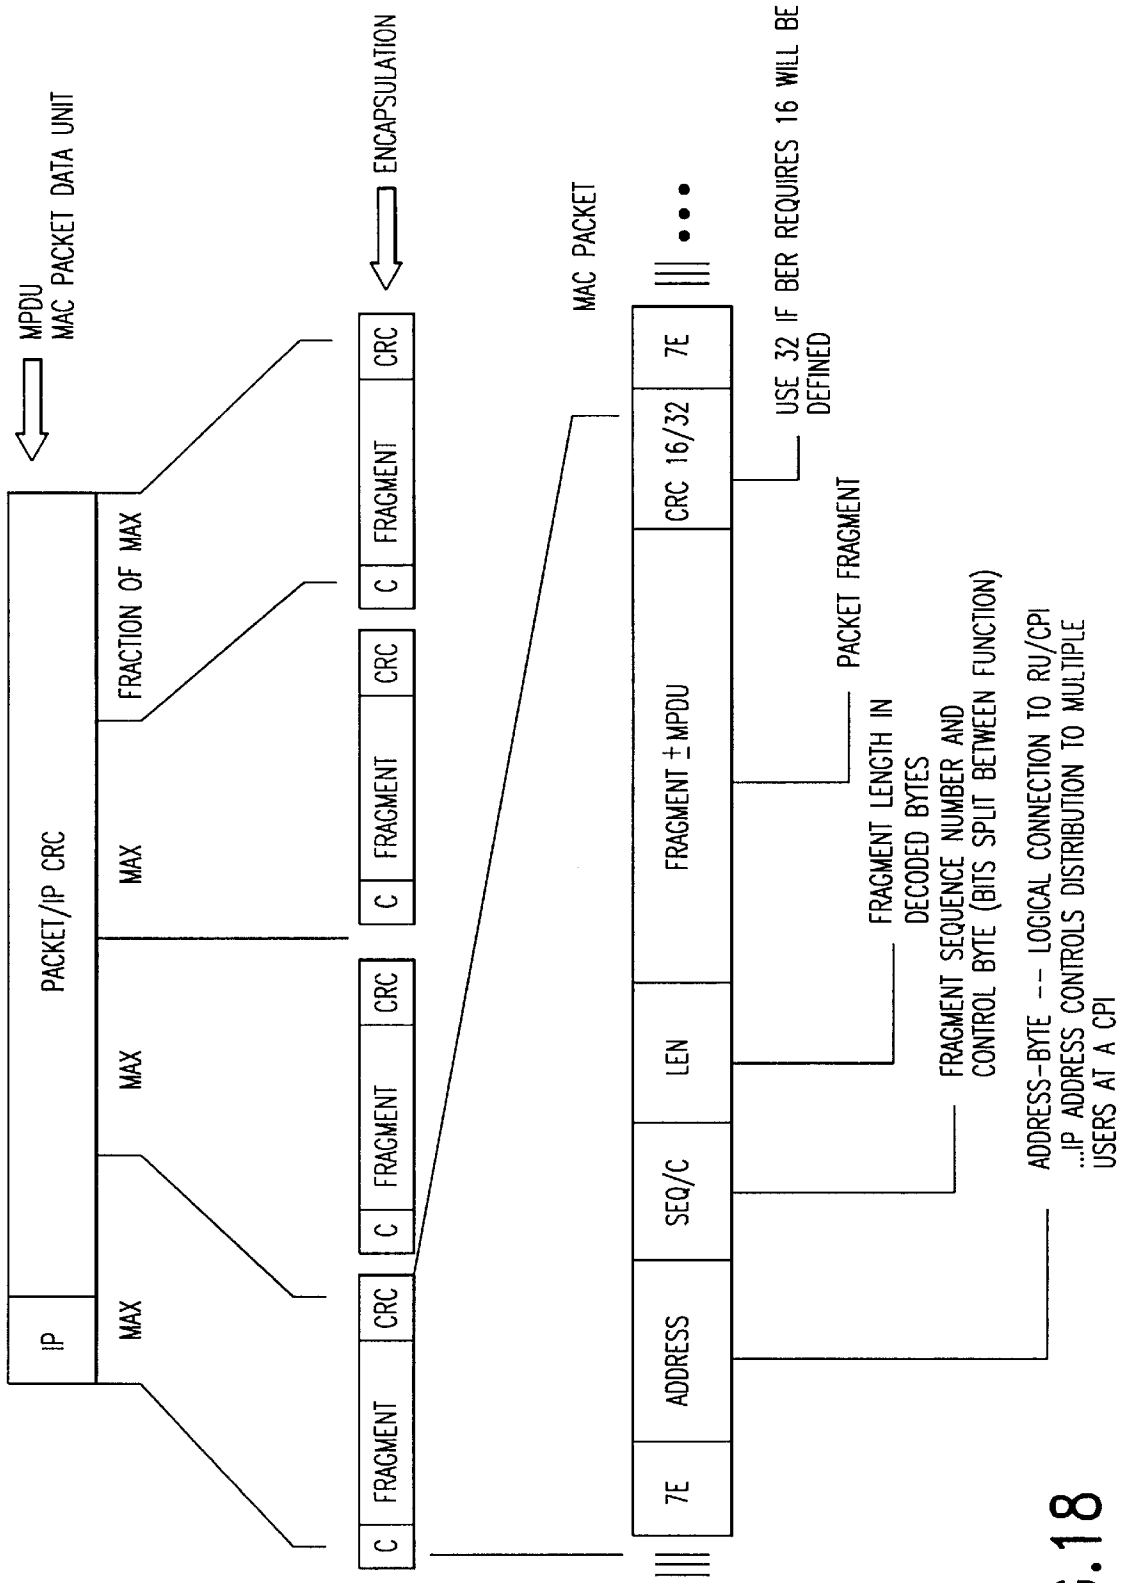 MPDU
MAC PACKET DATA UNIT
IP
PACKET/IP CRC
MAX
MAX
MAX
FRACTION OF MAX
ENCAPSULATION
C
FRAGMENT
CRC
C
FRAGMENT
CRC
C
FRAGMENT
CRC
C
FRAGMENT
CRC
MAC PACKET
7E
ADDRESS
SEQ/C
LEN
FRAGMENT ± MPDU
CRC 16/32
7E
USE 32 IF BER REQUIRES 16 WILL BE
DEFINED
PACKET FRAGMENT
FRAGMENT LENGTH IN
DECODED BYTES
FRAGMENT SEQUENCE NUMBER AND
CONTROL BYTE (BITS SPLIT BETWEEN FUNCTION)
ADDRESS-BYTE -- LOGICAL CONNECTION TO RU/CPI
...IP ADDRESS CONTROLS DISTRIBUTION TO MULTIPLE
USERS AT A CPI
.18